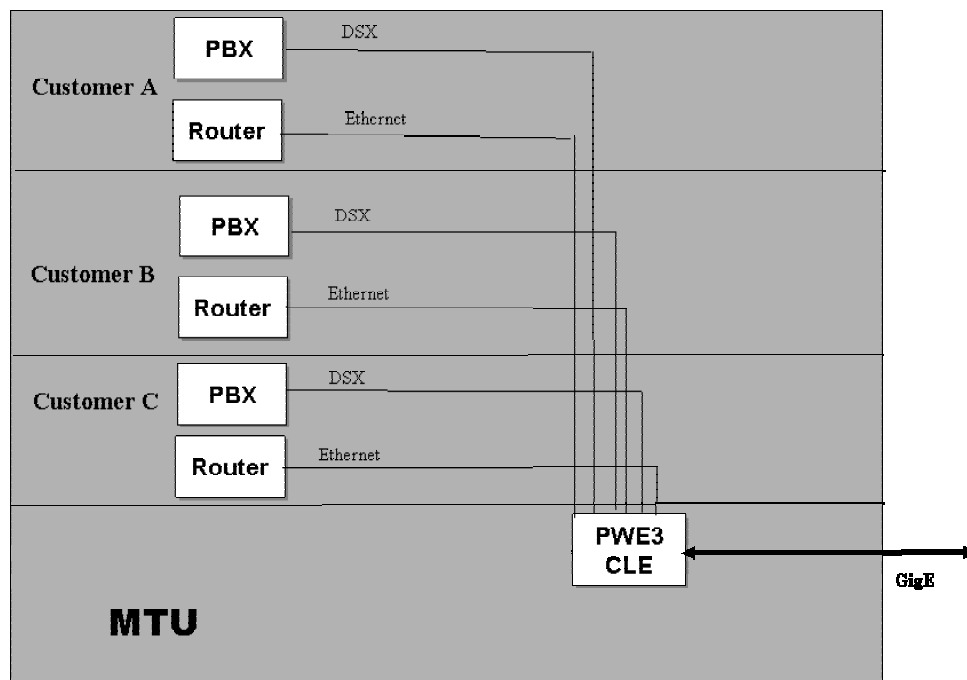 PBX
DSX
Customer A
Router
Ethernet
PBX
DSX
Customer B
Router
Ethernet
PBX
DSX
Customer C
Router
Ethernet
PWE3
CLE
GigE
MTU